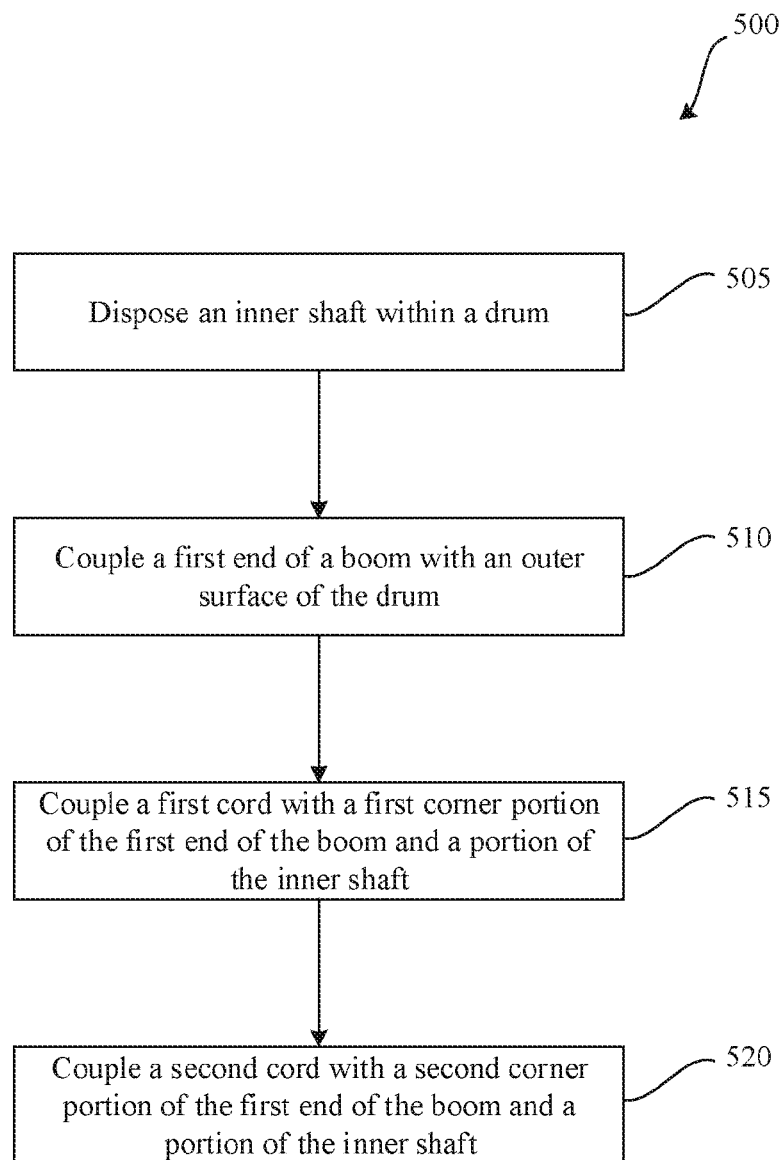 500
Dispose an inner shaft within a drum
505
Couple a first end of a boom with an outer
surface of the drum
510
Couple a first cord with a first corner portion
of the first end of the boom and a portion of
the inner shaft
515
Couple a second cord with a second corner
portion of the first end of the boom and a
portion of the inner shaft
520